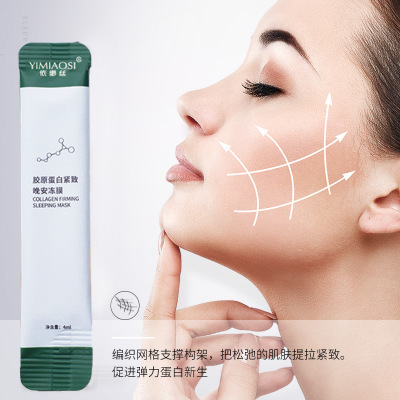 YIMIAOSI®
依缈丝
胶原蛋白紧致
晚安冻膜
COLLAGEN FIRMING
SLEEPING MASK
净含量：4ml
编织网格支撑构架，把松弛的肌肤提拉紧致。
促进弹力蛋白新生